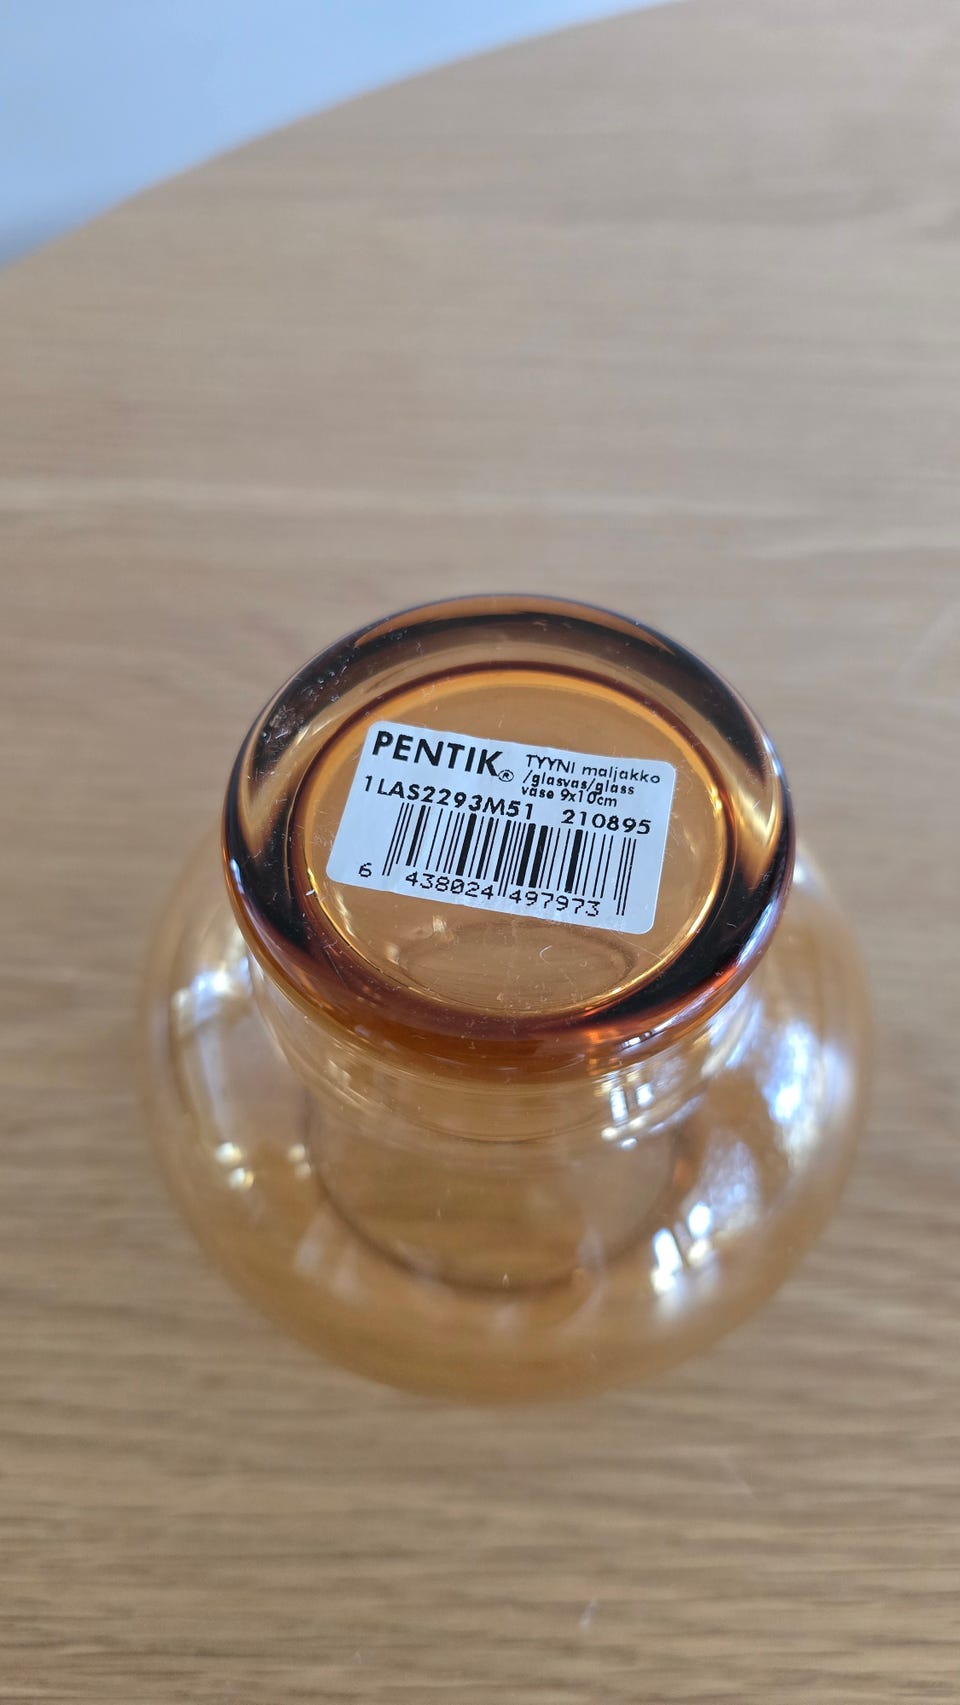 PENTIK® TYYNI maljakko
/glasvas/glass
vase 9x10cm
1LAS2293M51 210895
6 438024 497973